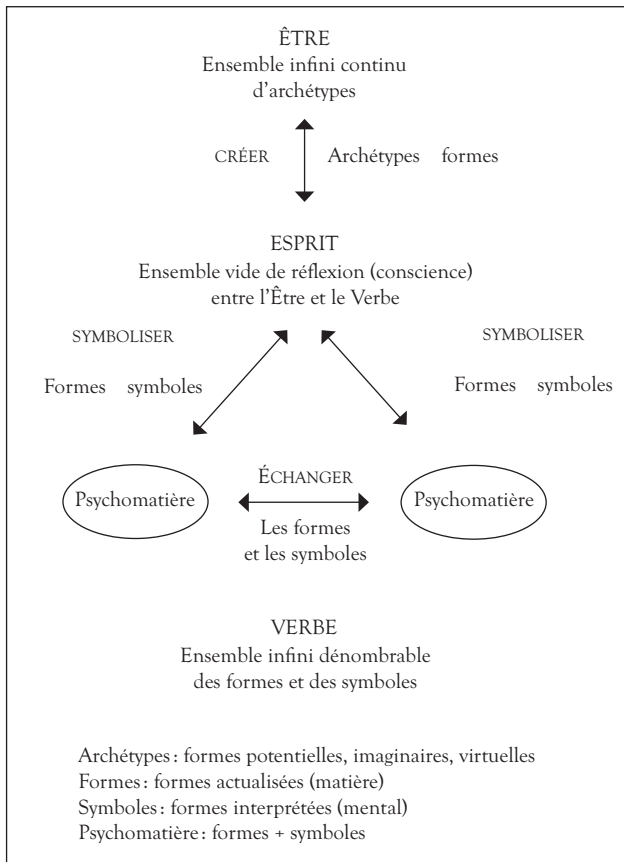 ÊTRE
Ensemble infini continu
d'archétypes
CRÉER Archétypes formes
ESPRIT
Ensemble vide de réflexion (conscience)
entre l'Être et le Verbe
SYMBOLISER SYMBOLISER
Formes symboles Formes symboles
Psychomatière ÉCHANGER Psychomatière
Les formes
et les symboles
VERBE
Ensemble infini dénombrable
des formes et des symboles
Archétypes : formes potentielles, imaginaires, virtuelles
Formes : formes actualisées (matière)
Symboles : formes interprétées (mental)
Psychomatière : formes + symboles